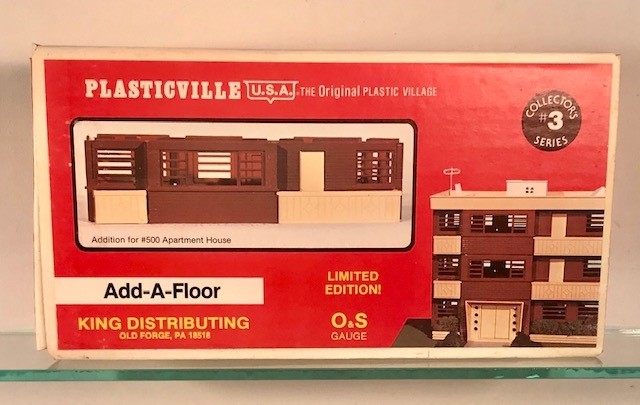 PLASTICVILLE U.S.A. - THE Original PLASTIC VILLAGE
COLLECTOR'S
#3
SERIES
Addition for #500 Apartment House
Add-A-Floor
LIMITED
EDITION!
KING DISTRIBUTING
OLD FORGE, PA 18518
O&S
GAUGE